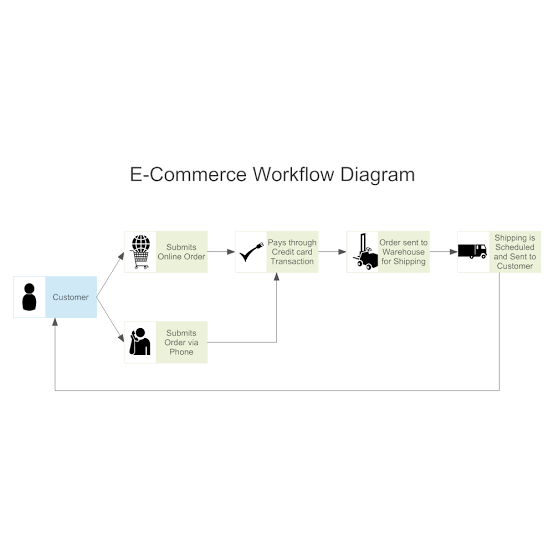 E-Commerce Workflow Diagram
Submits
Online Order
Pays through
Credit card
Transaction
Order sent to
Warehouse
for Shipping
Shipping is
Scheduled
and Sent to
Customer
Customer
Submits
Order via
Phone